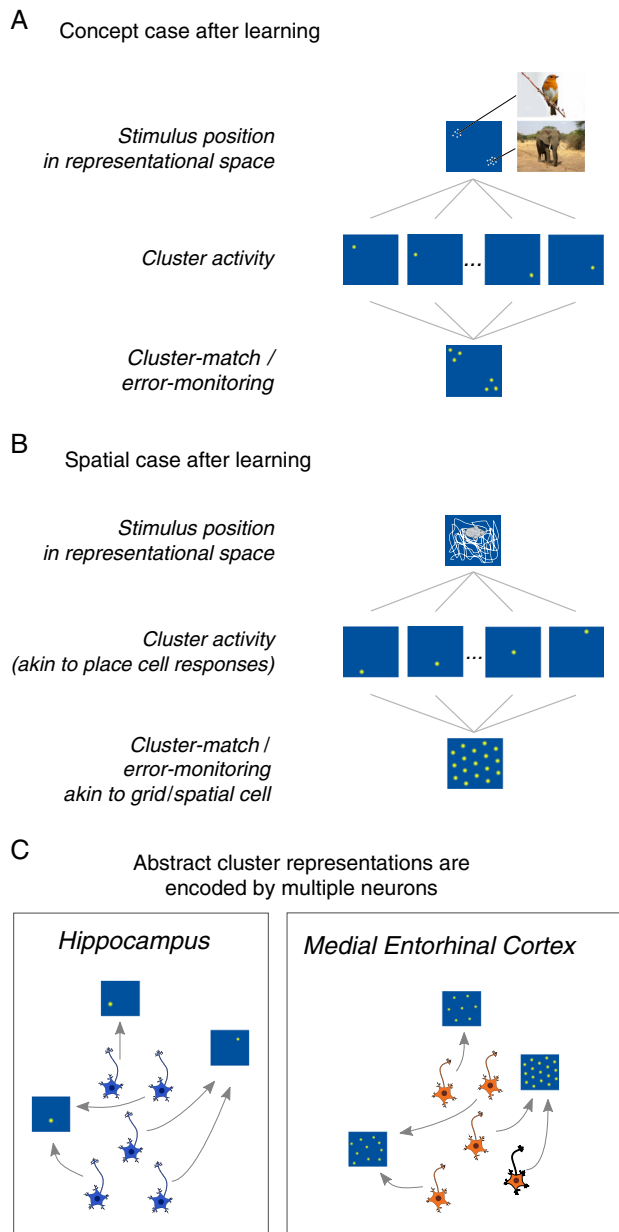 A
Concept case after learning
Stimulus position
in representational space
Cluster activity
...
Cluster-match /
error-monitoring
B
Spatial case after learning
Stimulus position
in representational space
Cluster activity
(akin to place cell responses)
...
Cluster-match /
error-monitoring
akin to grid/spatial cell
C
Abstract cluster representations are
encoded by multiple neurons
Hippocampus
Medial Entorhinal Cortex